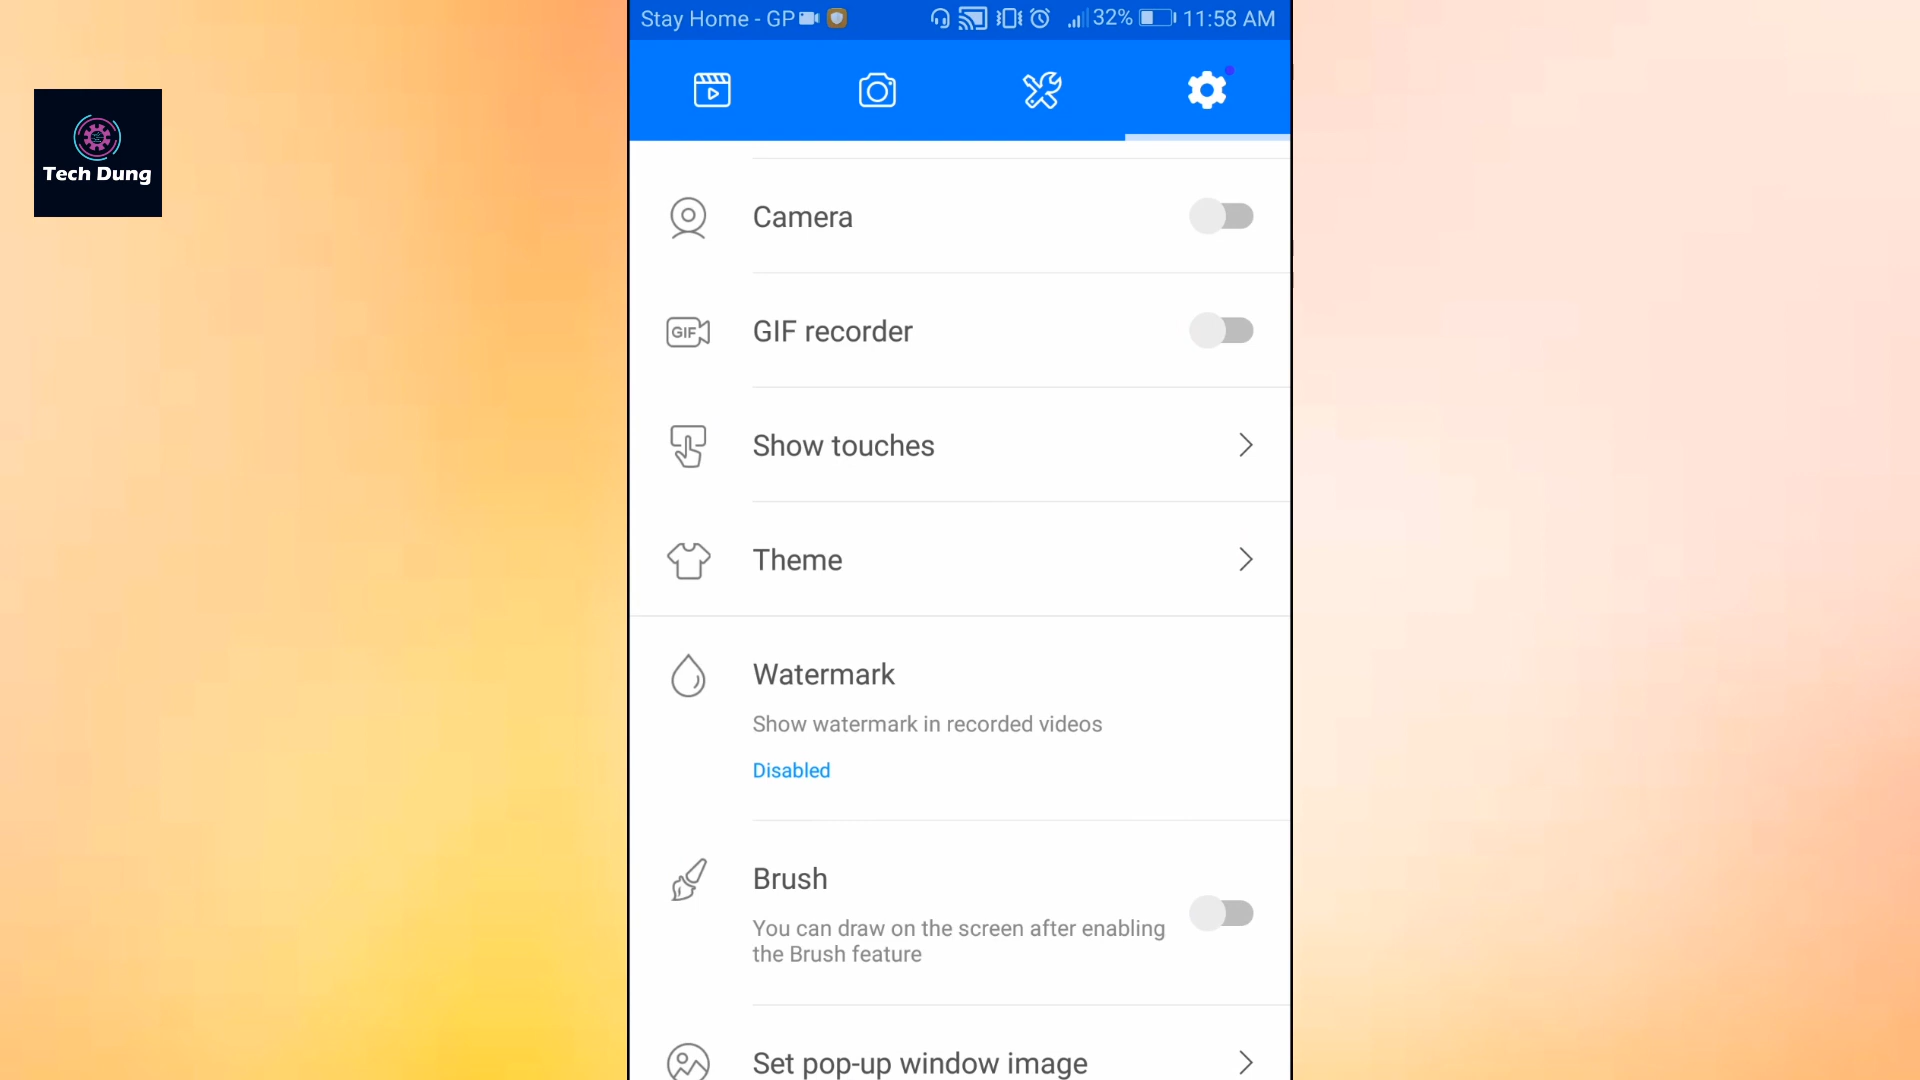 Stay Home - GP
32%
11:58 AM
Tech Dung
Camera
GIF
GIF recorder
Show touches
Theme
Watermark
Show watermark in recorded videos
Disabled
Brush
You can draw on the screen after enabling
the Brush feature
Set pop-up window image